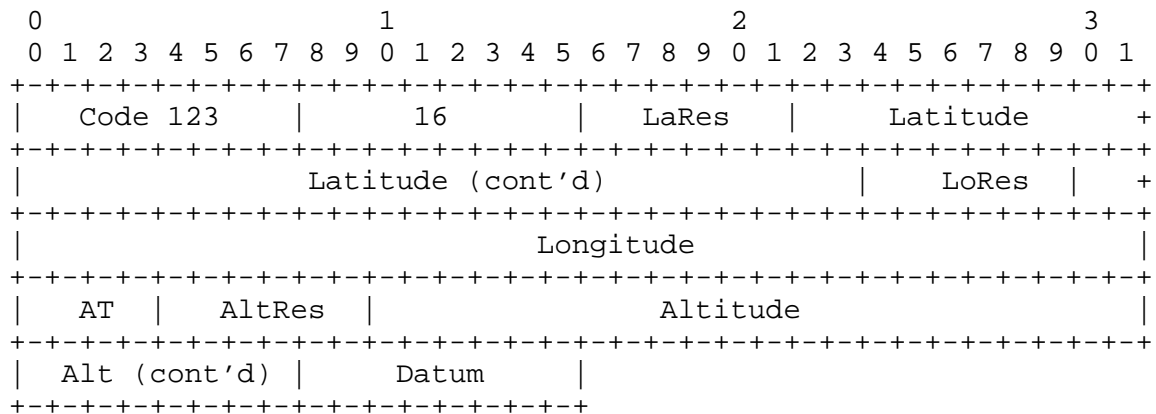 0                   1                   2                   3
 0 1 2 3 4 5 6 7 8 9 0 1 2 3 4 5 6 7 8 9 0 1 2 3 4 5 6 7 8 9 0 1
+-+-+-+-+-+-+-+-+-+-+-+-+-+-+-+-+-+-+-+-+-+-+-+-+-+-+-+-+-+-+-+-+
|   Code 123    |      16       |   LaRes   |     Latitude      +
+-+-+-+-+-+-+-+-+-+-+-+-+-+-+-+-+-+-+-+-+-+-+-+-+-+-+-+-+-+-+-+-+
|                Latitude (cont'd)              |   LoRes   |   +
+-+-+-+-+-+-+-+-+-+-+-+-+-+-+-+-+-+-+-+-+-+-+-+-+-+-+-+-+-+-+-+-+
|                             Longitude                         |
+-+-+-+-+-+-+-+-+-+-+-+-+-+-+-+-+-+-+-+-+-+-+-+-+-+-+-+-+-+-+-+-+
|   AT  |   AltRes  |                Altitude                   |
+-+-+-+-+-+-+-+-+-+-+-+-+-+-+-+-+-+-+-+-+-+-+-+-+-+-+-+-+-+-+-+-+
|  Alt (cont'd) |     Datum     |
+-+-+-+-+-+-+-+-+-+-+-+-+-+-+-+-+